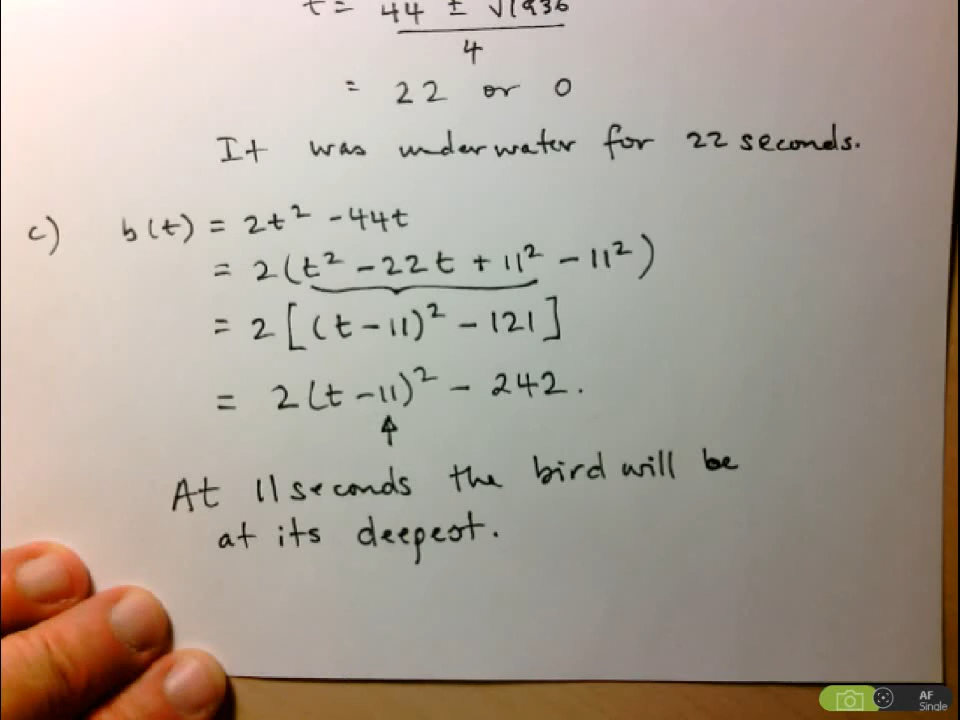 t = 44 ± √1936
4
= 22 or 0
It was underwater for 22 seconds.
c) b(t) = 2t² - 44t
= 2(t² - 22t + 11² - 11²)
= 2[(t - 11)² - 121]
= 2(t - 11)² - 242.
At 11 seconds the bird will be
at its deepest.
AF
Single